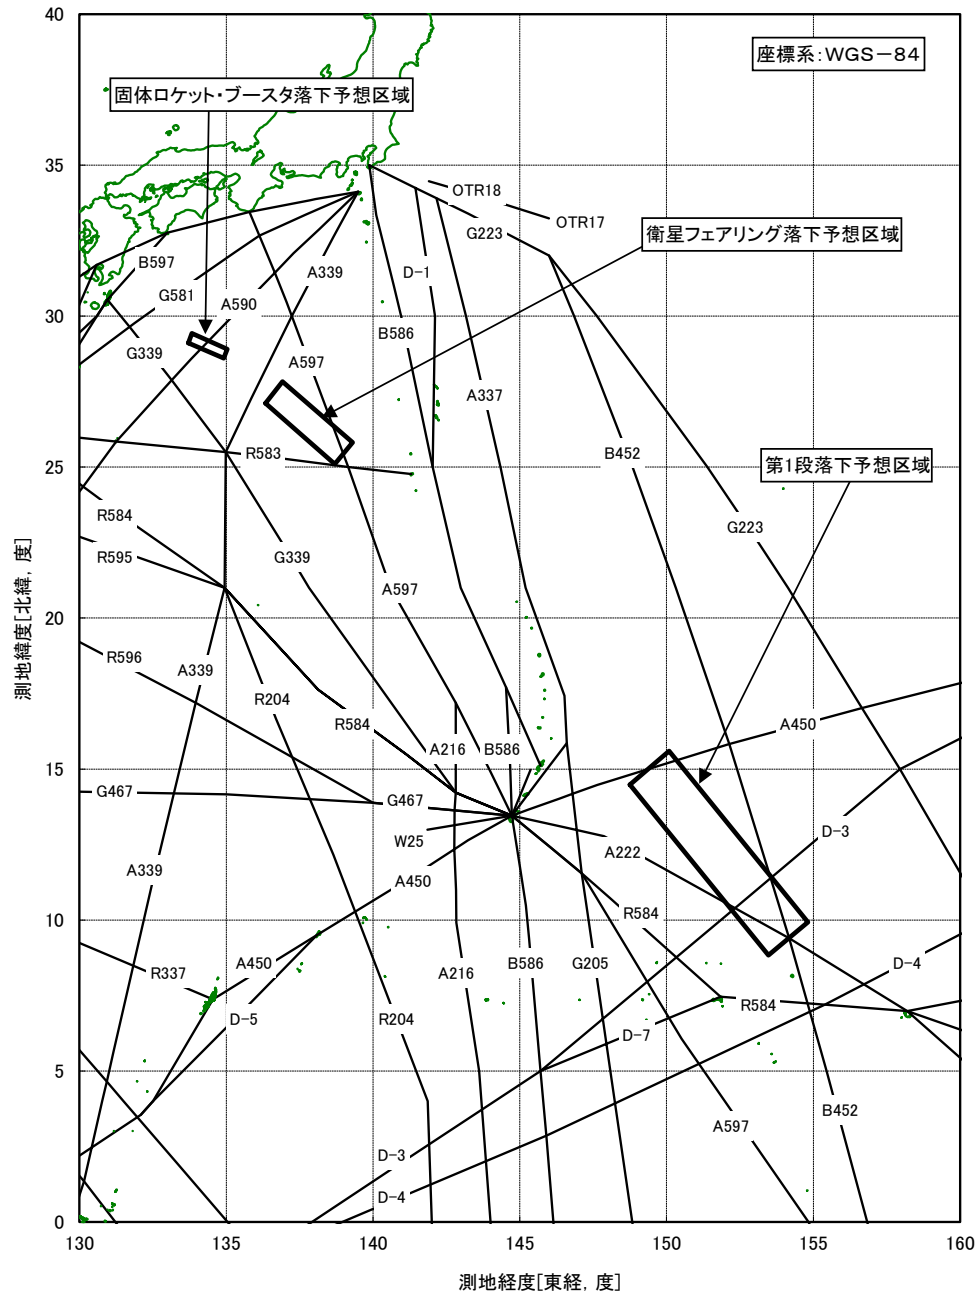 40
座標系:WGS-84
固体ロケット・ブースタ落下予想区域
35
OTR18
OTR17
G223
衛星フェアリング落下予想区域
B597
A339
D-1
G581
A590
30
B586
G339
A597
A337
B452
R583
第1段落下予想区域
25
R584
G223
R595
G339
A597
測地緯度[北緯, 度]
20
R596
A339
R204
R584
A216
B586
A450
15
G467
G467
W25
D-3
A222
A339
A450
R584
10
R337
A450
A216
B586
G205
D-4
D-5
R204
R584
D-7
5
B452
A597
D-3
D-4
0
130
135
140
145
150
155
160
測地経度[東経, 度]